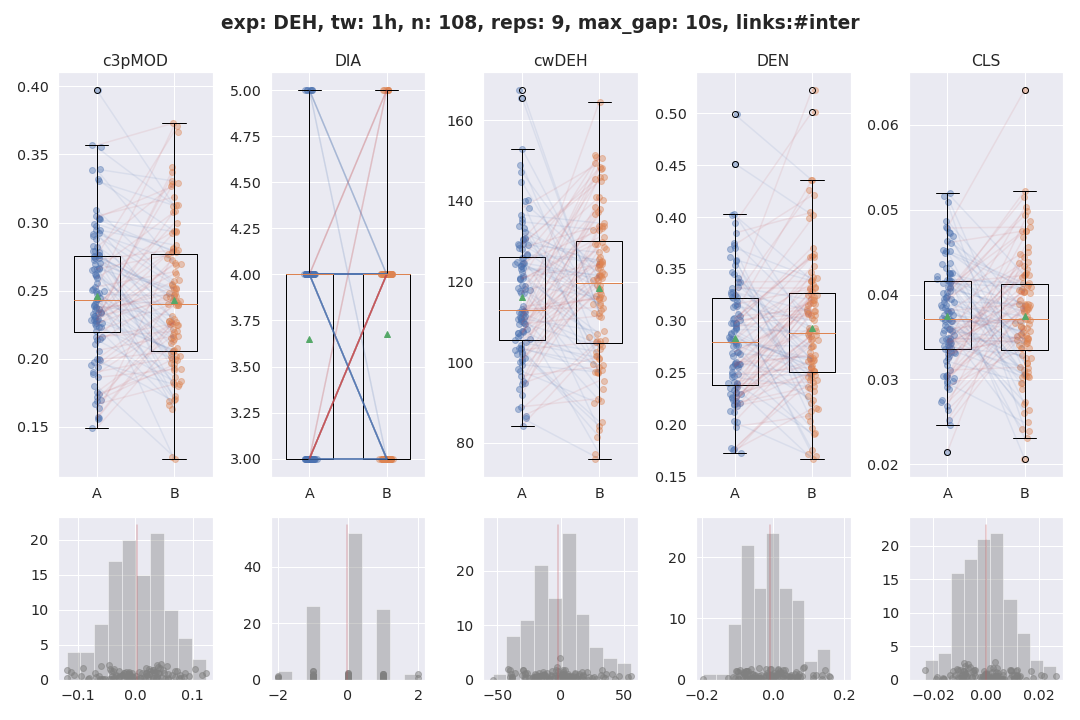 exp: DEH, tw: 1h, n: 108, reps: 9, max_gap: 10s, links:#inter
c3pMOD DIA cwDEH DEN CLS
0.40 0.35 0.30 0.25 0.20 0.15
5.00 4.75 4.50 4.25 4.00 3.75 3.50 3.25 3.00
160 140 120 100 80
0.50 0.45 0.40 0.35 0.30 0.25 0.20 0.15
0.06 0.05 0.04 0.03 0.02
A B A B A B A B A B
20 15 10 5 0
40 20 0
20 10 0
20 10 0
20 15 10 5 0
−0.1 0.0 0.1 −2 0 2 −50 0 50 −0.2 0.0 0.2 −0.02 0.00 0.02